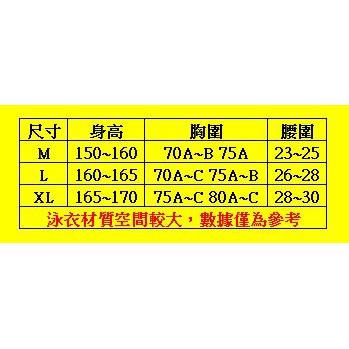 尺寸 身高 胸圍 腰圍
M 150~160 70A~B 75A 23~25
L 160~165 70A~C 75A~B 26~28
XL 165~170 75A~C 80A~C 28~30
泳衣材質空間較大，數據僅為參考